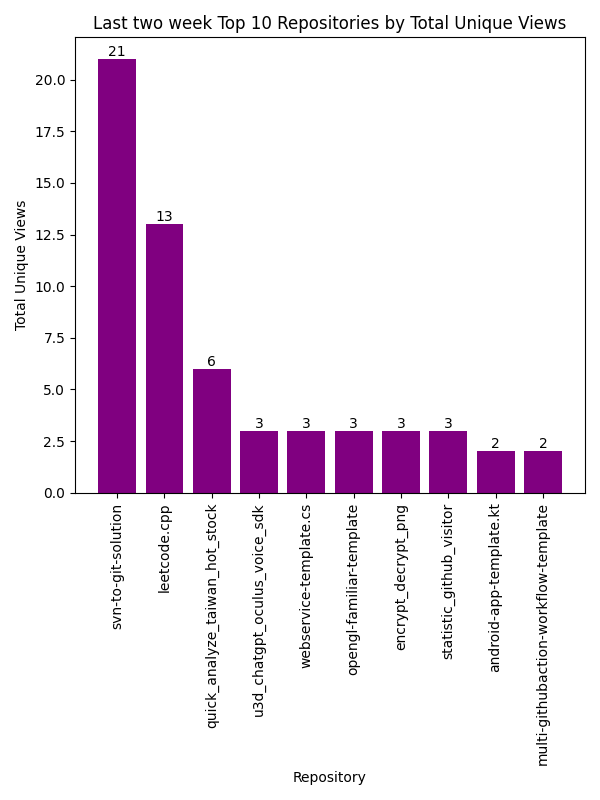 Last two week Top 10 Repositories by Total Unique Views
Total Unique Views
20.0
17.5
15.0
12.5
10.0
7.5
5.0
2.5
0.0
21
13
6
3
3
3
3
3
2
2
svn-to-git-solution
leetcode.cpp
quick_analyze_taiwan_hot_stock
u3d_chatgpt_oculus_voice_sdk
webservice-template.cs
opengl-familiar-template
encrypt_decrypt_png
statistic_github_visitor
android-app-template.kt
multi-githubaction-workflow-template
Repository